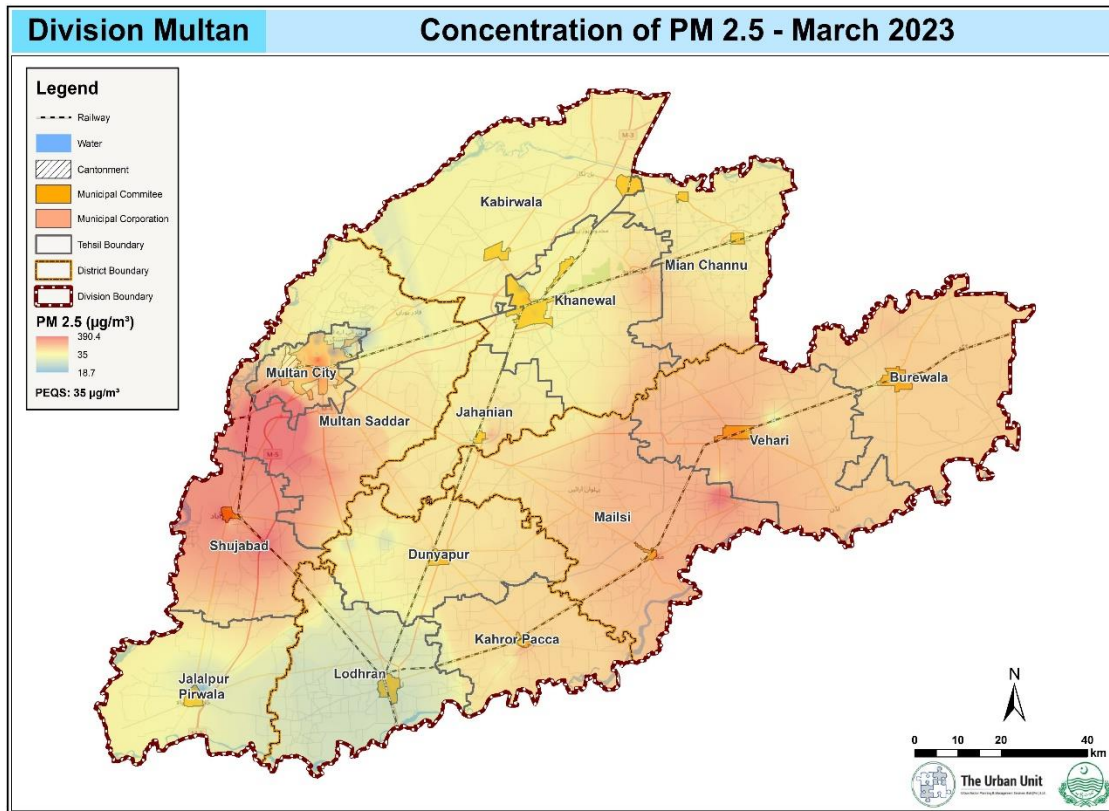 Division Multan
Concentration of PM 2.5 - March 2023
Legend
Railway
Water
Cantonment
Municipal Commitee
Municipal Corporation
Tehsil Boundary
District Boundary
Division Boundary
PM 2.5 (µg/m³)
390.4
35
18.7
PEQS: 35 µg/m³
M-3
Kabirwala
Mian Channu
Khanewal
Multan City
Burewala
Multan Saddar
Jahanian
Vehari
M-5
Mailsi
Shujabad
Dunyapur
Kahror Pacca
Lodhran
Jalalpur
Pirwala
N
0 10 20 40
km
The Urban Unit